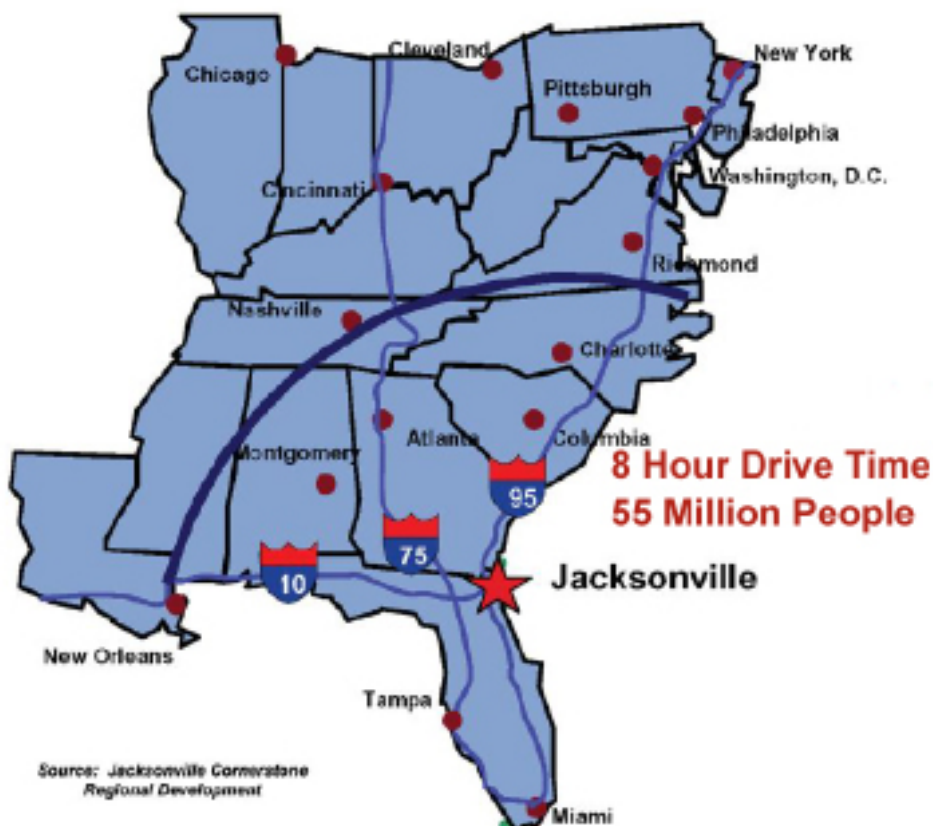 Cleveland
New York
Chicago
Pittsburgh
Philadelphia
Washington, D.C.
Cincinnati
Richmond
Nashville
Charlotte
Atlanta
Columbia
Montgomery
8 Hour Drive Time
95
55 Million People
75
10
Jacksonville
New Orleans
Tampa
Source: Jacksonville Cornerstone
Regional Development
Miami